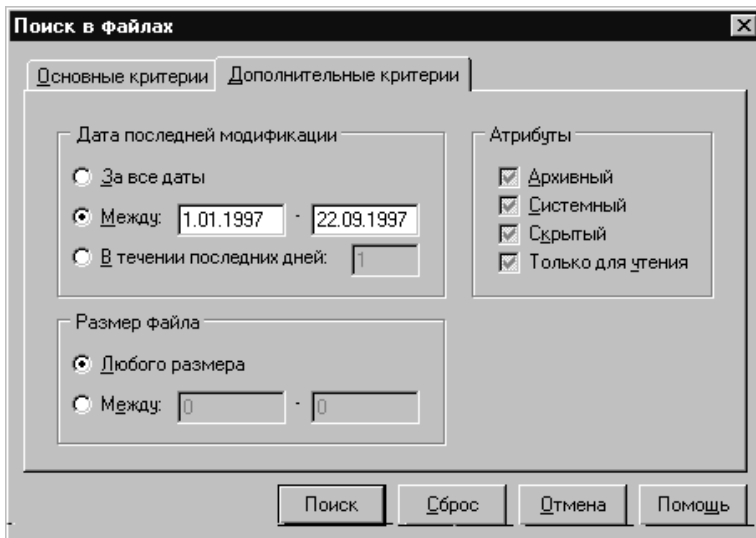 Поиск в файлах
Основные критерии Дополнительные критерии
Дата последней модификации
За все даты
Между: 1.01.1997 - 22.09.1997
В течении последних дней: 1
Атрибуты
Архивный
Системный
Скрытый
Только для чтения
Размер файла
Любого размера
Между: 0 - 0
Поиск Сброс Отмена Помощь